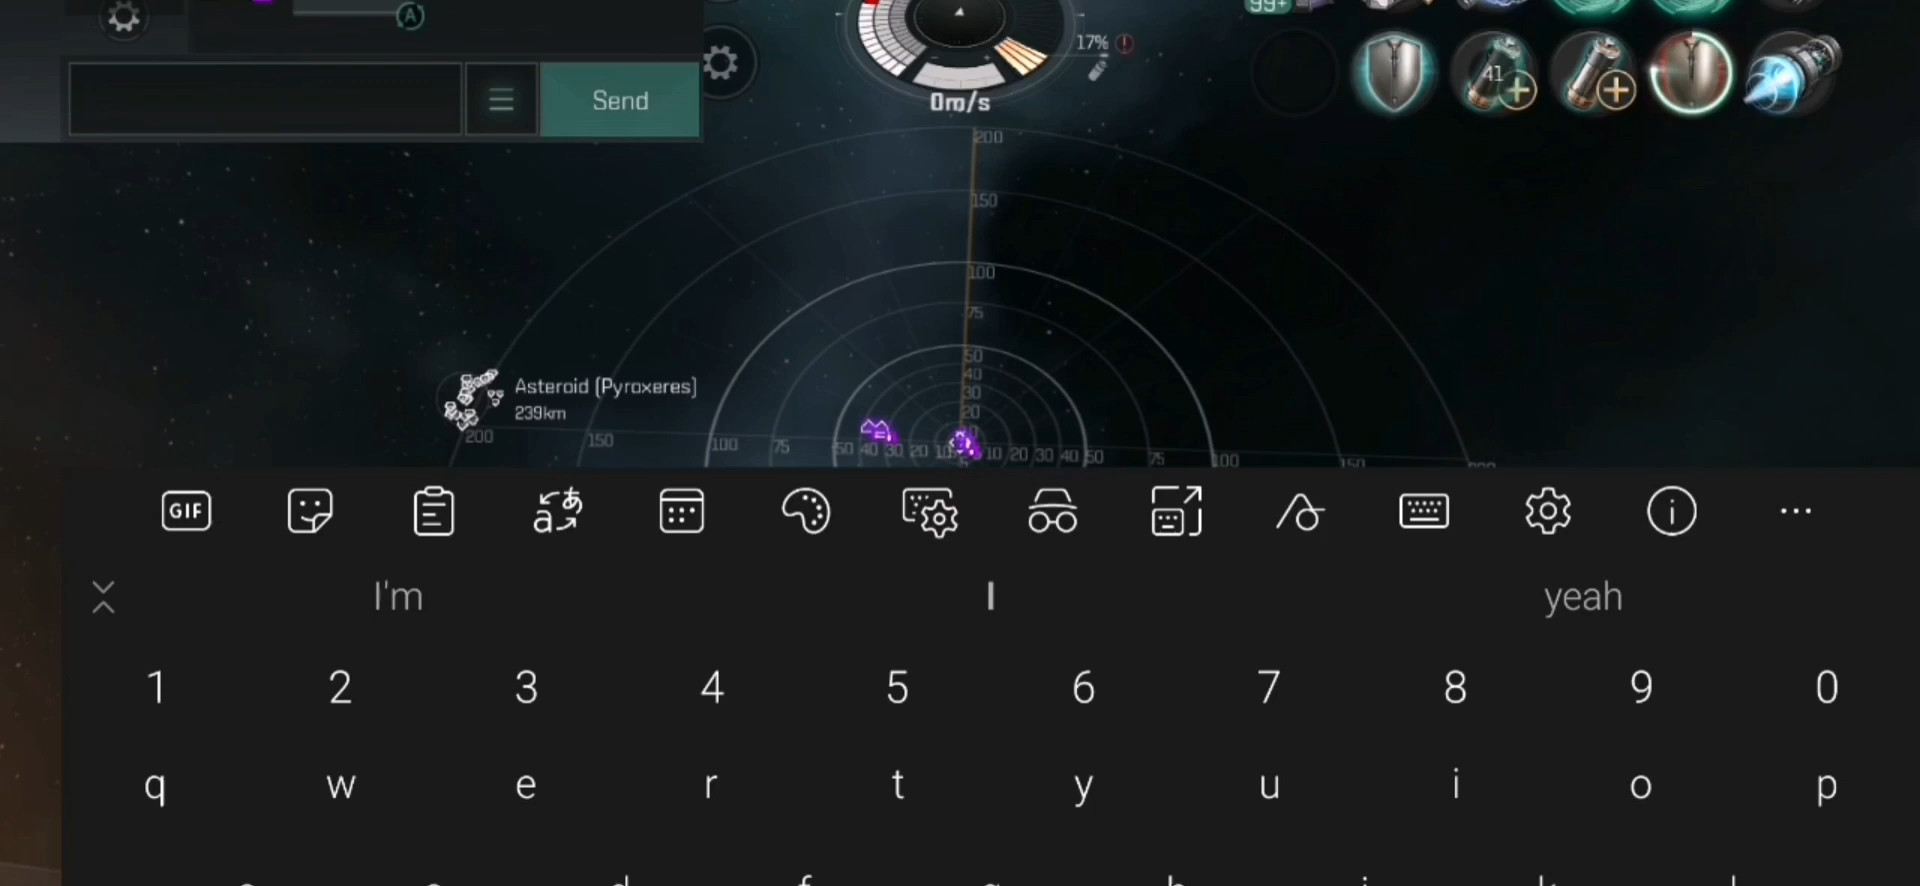 99+
A
17%
41
Send
0m/s
200
150
100
75
50
40
30
20
Asteroid (Pyroxeres)
239km
200 150 100 75 50 40 30 20 10 10 20 30 40 50 75 100 150
GIF
I'm I yeah
1 2 3 4 5 6 7 8 9 0
q w e r t y u i o p